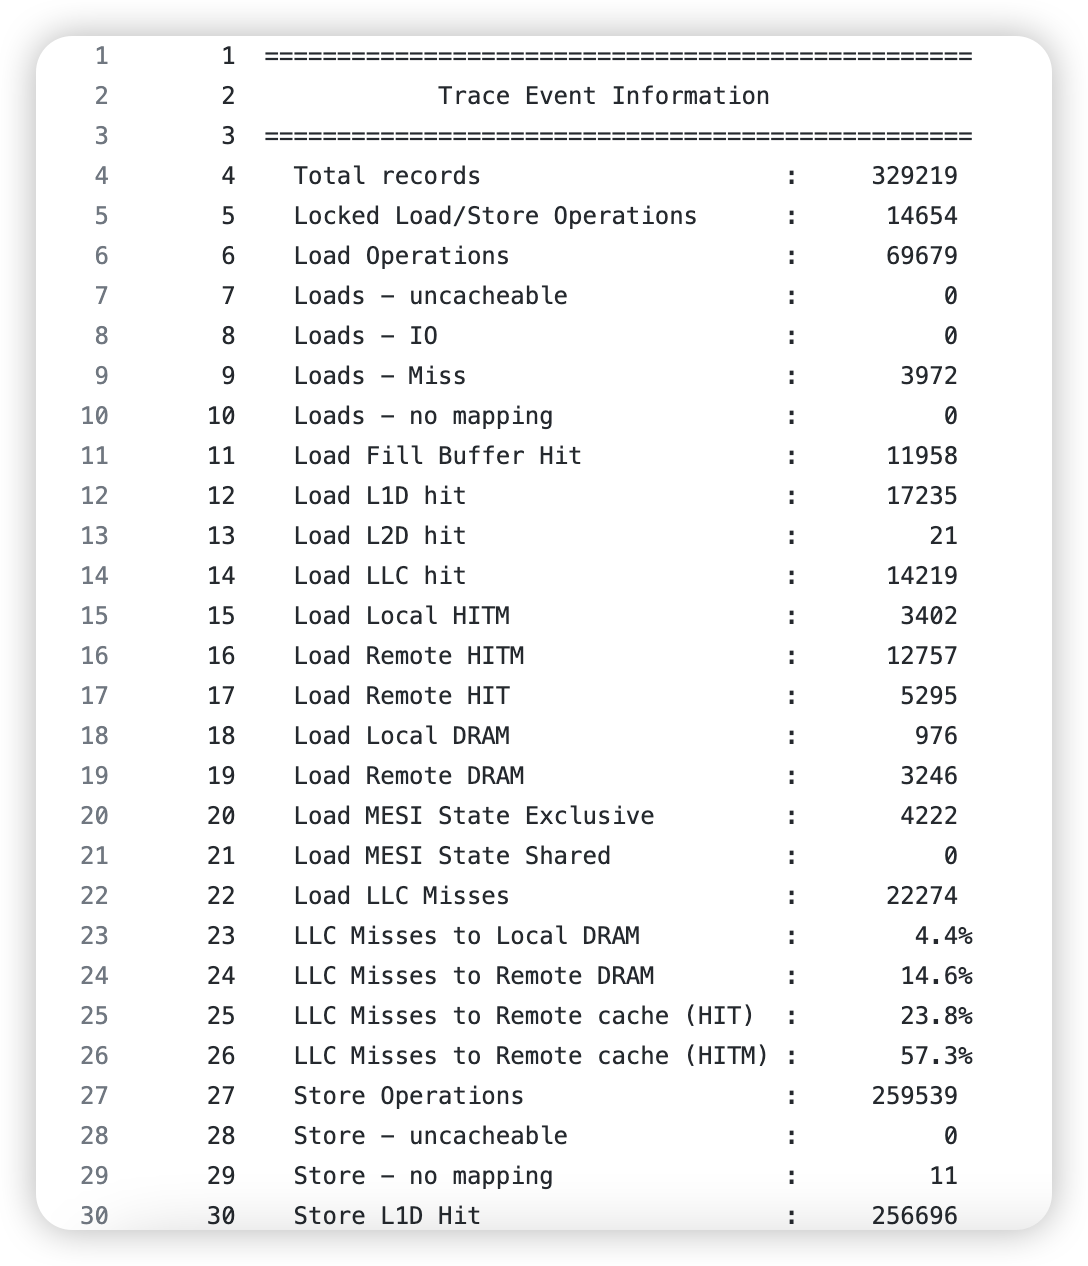 1 1 =================================================
2 2 Trace Event Information
3 3 =================================================
4 4 Total records : 329219
5 5 Locked Load/Store Operations : 14654
6 6 Load Operations : 69679
7 7 Loads - uncacheable : 0
8 8 Loads - IO : 0
9 9 Loads - Miss : 3972
10 10 Loads - no mapping : 0
11 11 Load Fill Buffer Hit : 11958
12 12 Load L1D hit : 17235
13 13 Load L2D hit : 21
14 14 Load LLC hit : 14219
15 15 Load Local HITM : 3402
16 16 Load Remote HITM : 12757
17 17 Load Remote HIT : 5295
18 18 Load Local DRAM : 976
19 19 Load Remote DRAM : 3246
20 20 Load MESI State Exclusive : 4222
21 21 Load MESI State Shared : 0
22 22 Load LLC Misses : 22274
23 23 LLC Misses to Local DRAM : 4.4%
24 24 LLC Misses to Remote DRAM : 14.6%
25 25 LLC Misses to Remote cache (HIT) : 23.8%
26 26 LLC Misses to Remote cache (HITM) : 57.3%
27 27 Store Operations : 259539
28 28 Store - uncacheable : 0
29 29 Store - no mapping : 11
30 30 Store L1D Hit : 256696